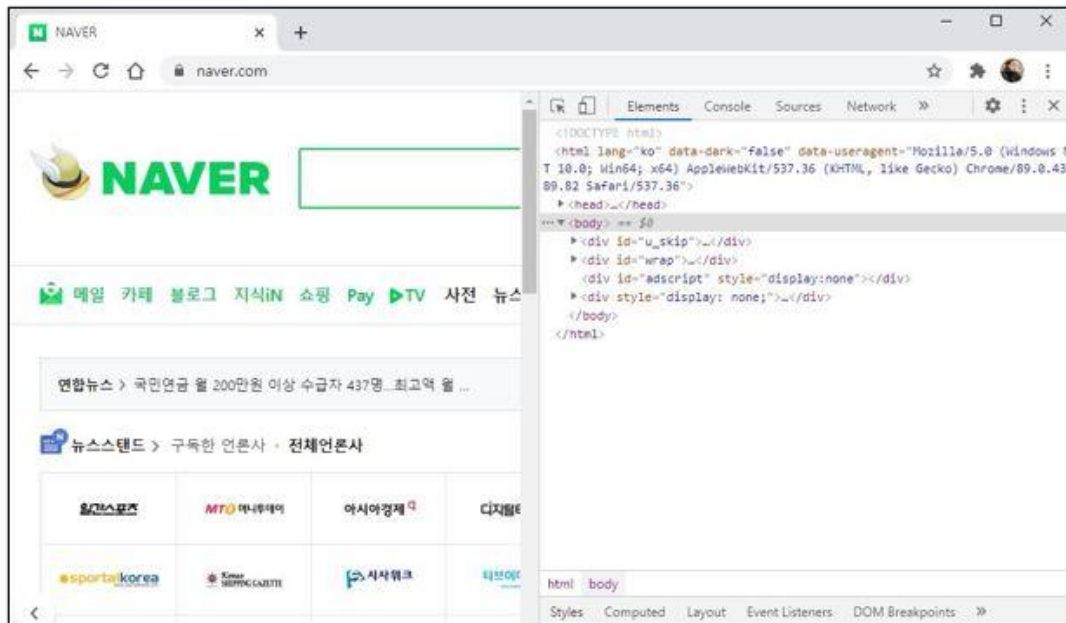 NAVER
naver.com
NAVER
메일 카페 블로그 지식iN 쇼핑 Pay TV 사전 뉴스
연합뉴스 > 국민연금 월 200만원 이상 수급자 437명...최고액 월 ...
뉴스스탠드 > 구독한 언론사 · 전체언론사
일간스포츠 MTO 머니투데이 아시아경제 디지털
sportalkorea Korea SHIPPING GAZETTE 시사위크
Elements Console Sources Network »
<!DOCTYPE html>
<html lang="ko" data-dark="false" data-useragent="Mozilla/5.0 (Windows N
T 10.0; Win64; x64) AppleWebKit/537.36 (KHTML, like Gecko) Chrome/89.0.43
89.82 Safari/537.36">
<head>…</head>
<body> == $0
<div id="u_skip">…</div>
<div id="wrap">…</div>
<div id="adscript" style="display:none"></div>
<div style="display: none;">…</div>
</body>
</html>
html body
Styles Computed Layout Event Listeners DOM Breakpoints »